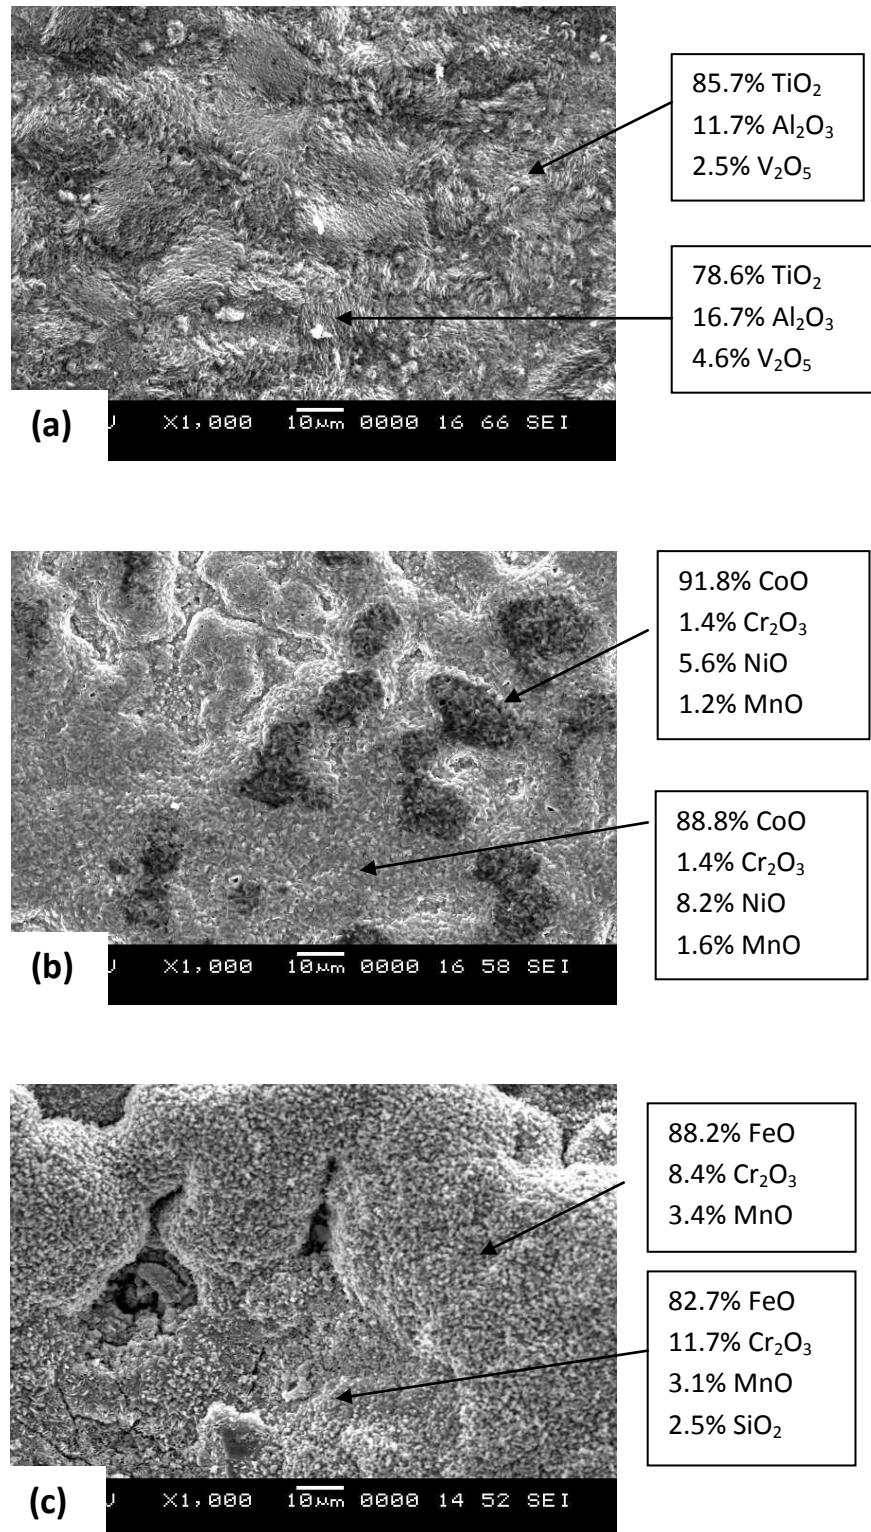 85.7% TiO₂
11.7% Al₂O₃
2.5% V₂O₅
78.6% TiO₂
16.7% Al₂O₃
4.6% V₂O₅
(a)
X1,000 10μm 0000 16 66 SEI
91.8% CoO
1.4% Cr₂O₃
5.6% NiO
1.2% MnO
88.8% CoO
1.4% Cr₂O₃
8.2% NiO
1.6% MnO
(b)
X1,000 10μm 0000 16 58 SEI
88.2% FeO
8.4% Cr₂O₃
3.4% MnO
82.7% FeO
11.7% Cr₂O₃
3.1% MnO
2.5% SiO₂
(c)
X1,000 10μm 0000 14 52 SEI